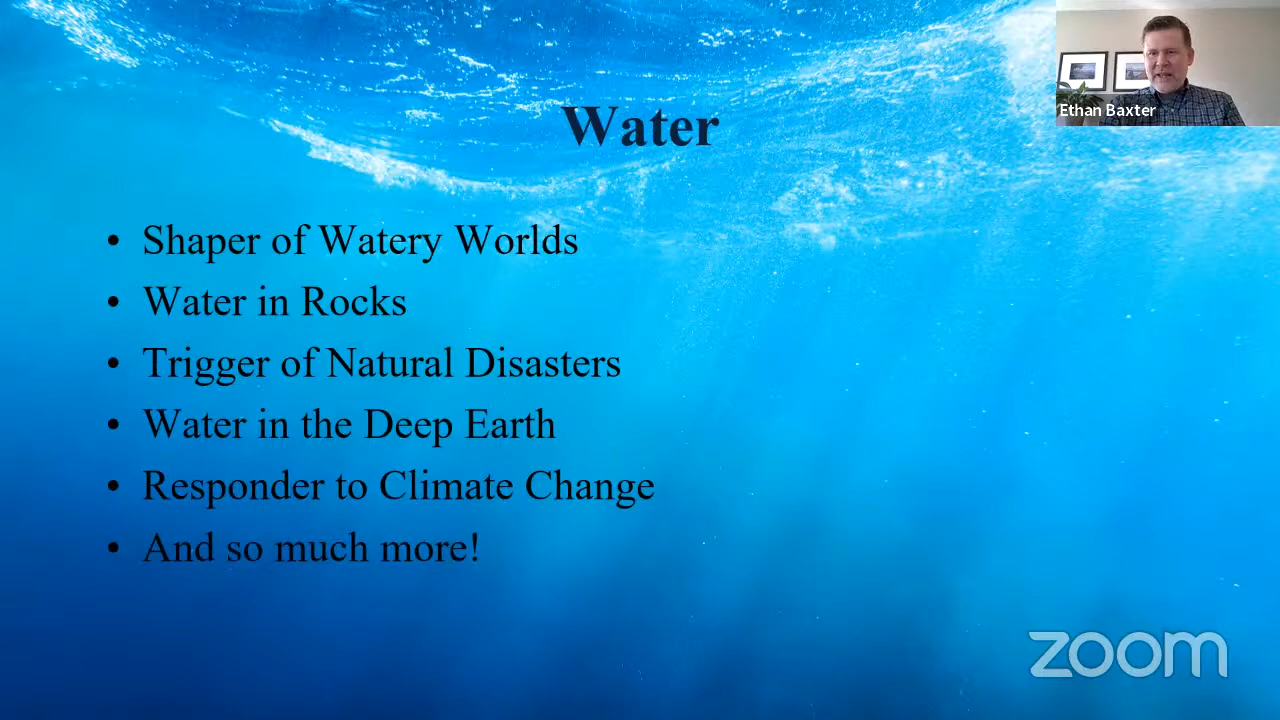 Ethan Baxter
Water
• Shaper of Watery Worlds
• Water in Rocks
• Trigger of Natural Disasters
• Water in the Deep Earth
• Responder to Climate Change
• And so much more!
zoom